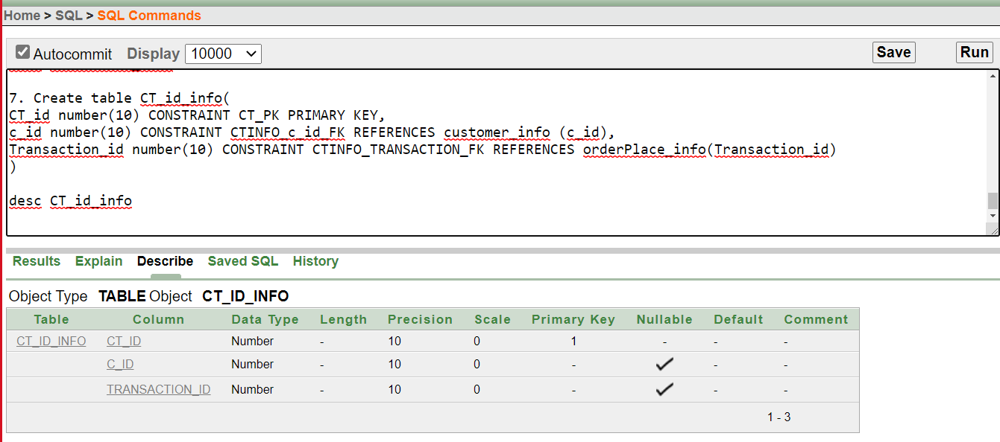 Home > SQL > SQL Commands
Autocommit Display 10000 Save Run
7. Create table CT_id_info(
CT_id number(10) CONSTRAINT CT_PK PRIMARY KEY,
c_id number(10) CONSTRAINT CTINFO_c_id_FK REFERENCES customer_info (c_id),
Transaction_id number(10) CONSTRAINT CTINFO_TRANSACTION_FK REFERENCES orderPlace_info(Transaction_id)
)
desc CT_id_info
Results Explain Describe Saved SQL History
Object Type TABLE Object CT_ID_INFO
Table Column Data Type Length Precision Scale Primary Key Nullable Default Comment
CT_ID_INFO CT_ID Number - 10 0 1 - - -
C_ID Number - 10 0 - ✓ - -
TRANSACTION_ID Number - 10 0 - ✓ - -
1 - 3